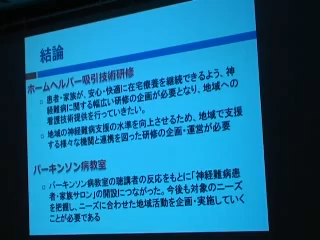 結論
ホームヘルパー吸引技術研修
患者・家族が、安心・快適に在宅療養を継続できるよう、神
経難病に関する幅広い研修の企画が必要となり、地域への
看護技術提供を行っていきたい。
地域の神経難病支援の水準を向上させるため、地域で支援
する様々な機関と連携を図った研修の企画・運営が必要
パーキンソン病教室
パーキンソン病教室の聴講者の反応をもとに「神経難病患
者・家族サロン」の開設につながった。今後も対象のニーズ
を把握し、ニーズに合わせた地域活動を企画・実施していく
ことが必要である